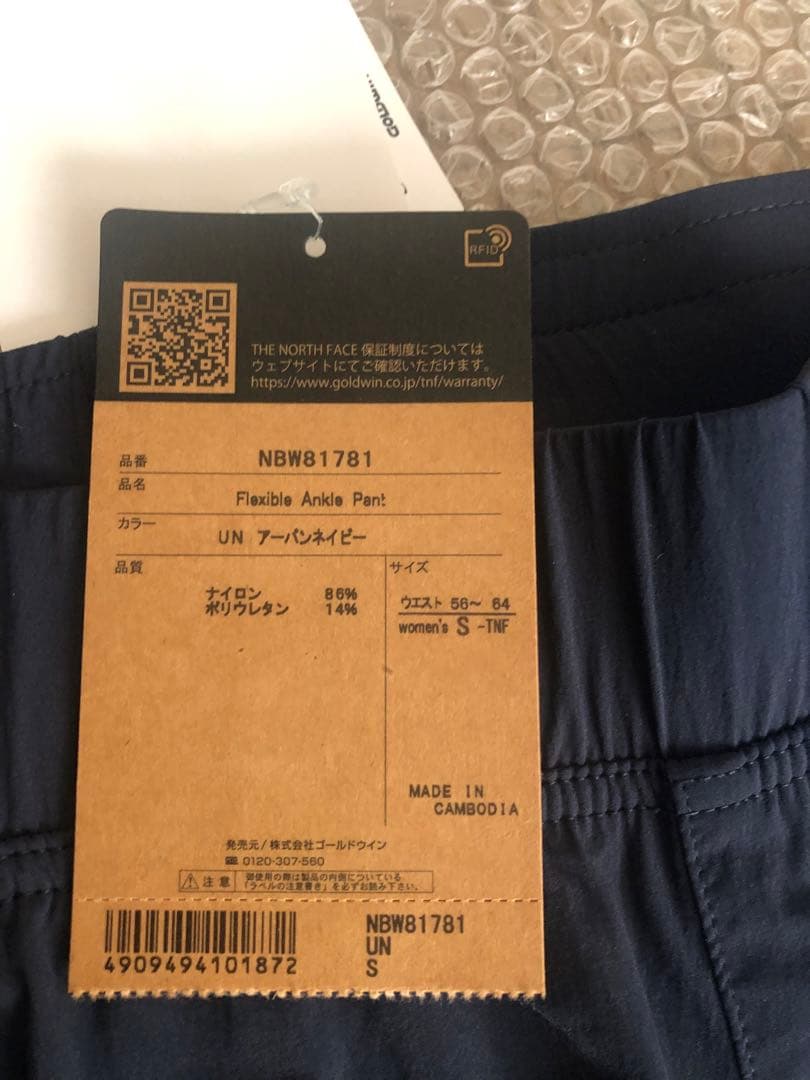 GOLDWIN
RFID
THE NORTH FACE 保証制度については
ウェブサイトにてご確認いただけます。
https://www.goldwin.co.jp/tnf/warranty/
品番 NBW81781
品名 Flexible Ankle Pant
カラー UN アーバンネイビー
品質
ナイロン 86%
ポリウレタン 14%
サイズ
ウエスト 56～ 64
women's S -TNF
MADE IN
CAMBODIA
発売元/株式会社ゴールドウイン
0120-307-560
注意
御使用の際は製品の内側についている
「ラベルの注意書き」を必ずお読み下さい。
4909494101872
NBW81781
UN
S